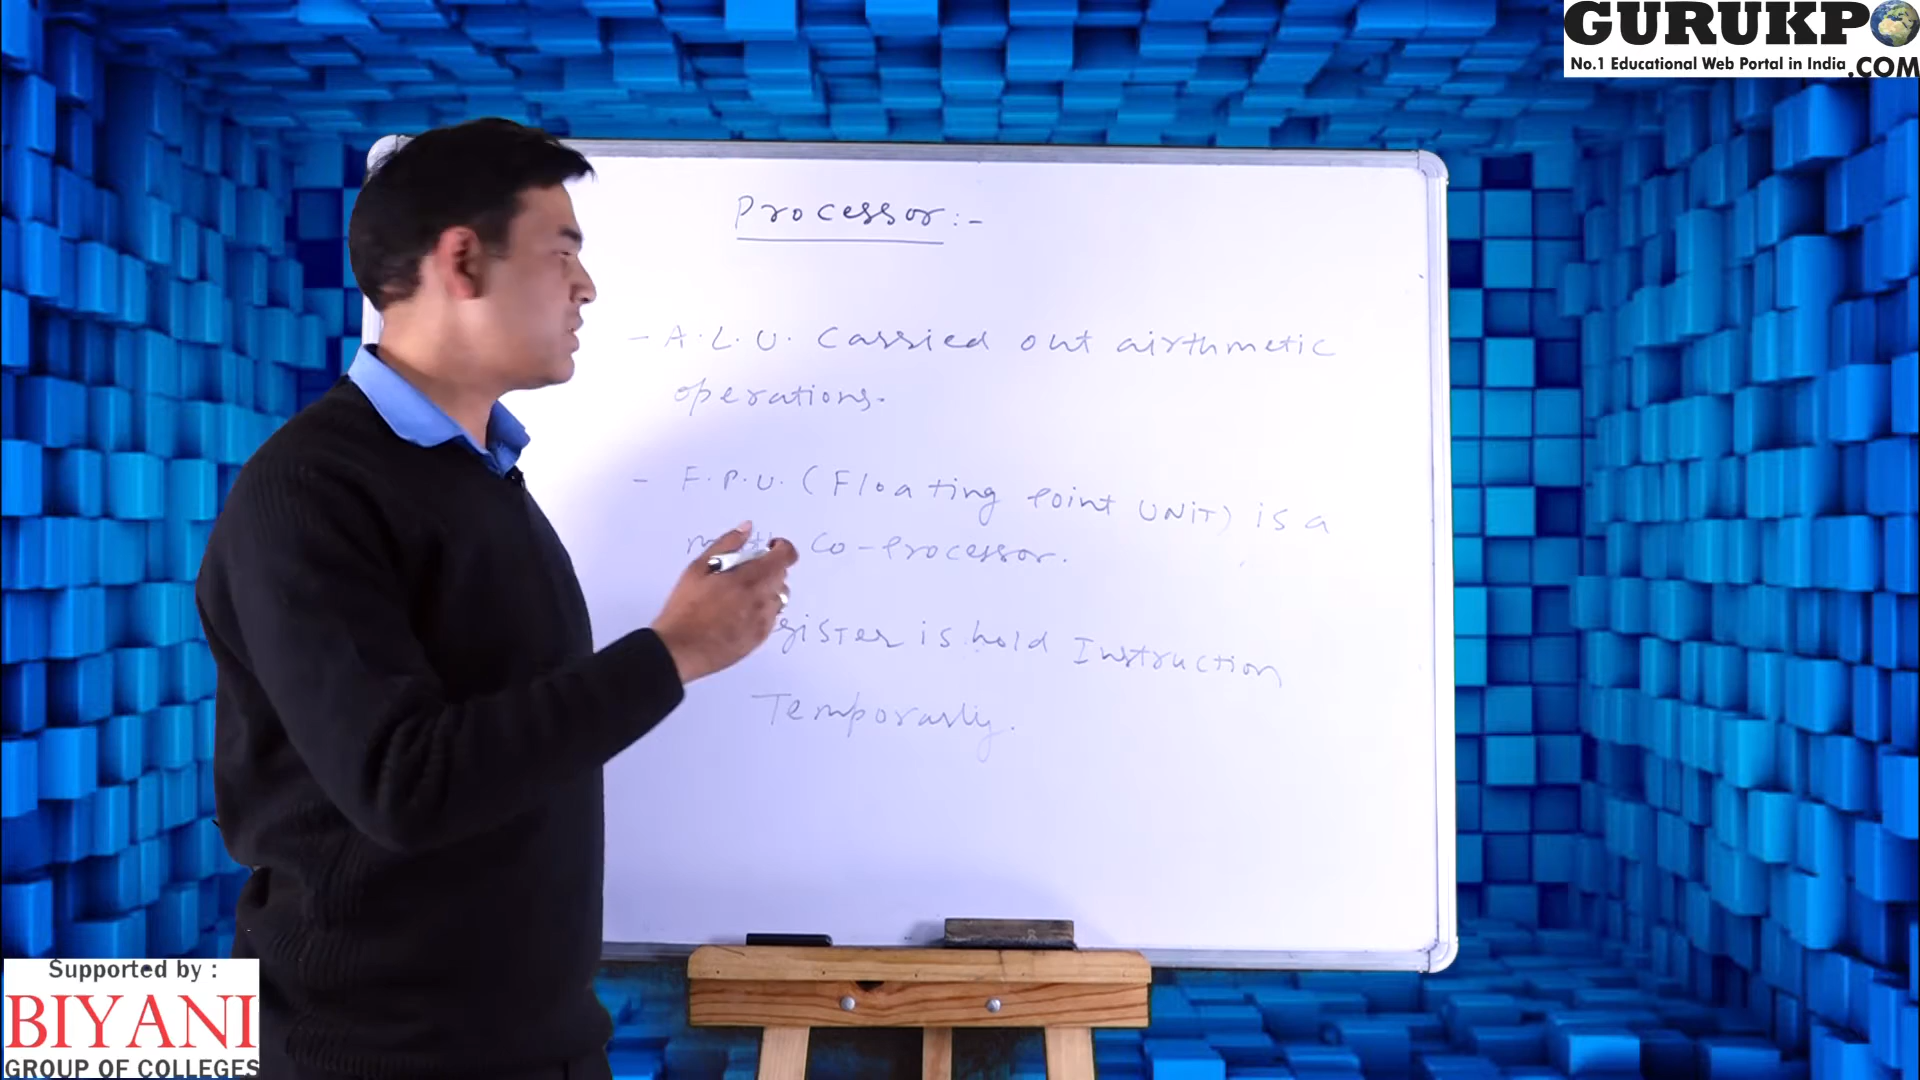 GURUKPO
No.1 Educational Web Portal in India .COM
Processor:-
- A.L.U. Carried out airthmetic
operations.
- F.P.U. (Floating Point UNIT) is a
Co-Processor.
is hold Instruction
Temporarly.
Supported by :
BIYANI
GROUP OF COLLEGES